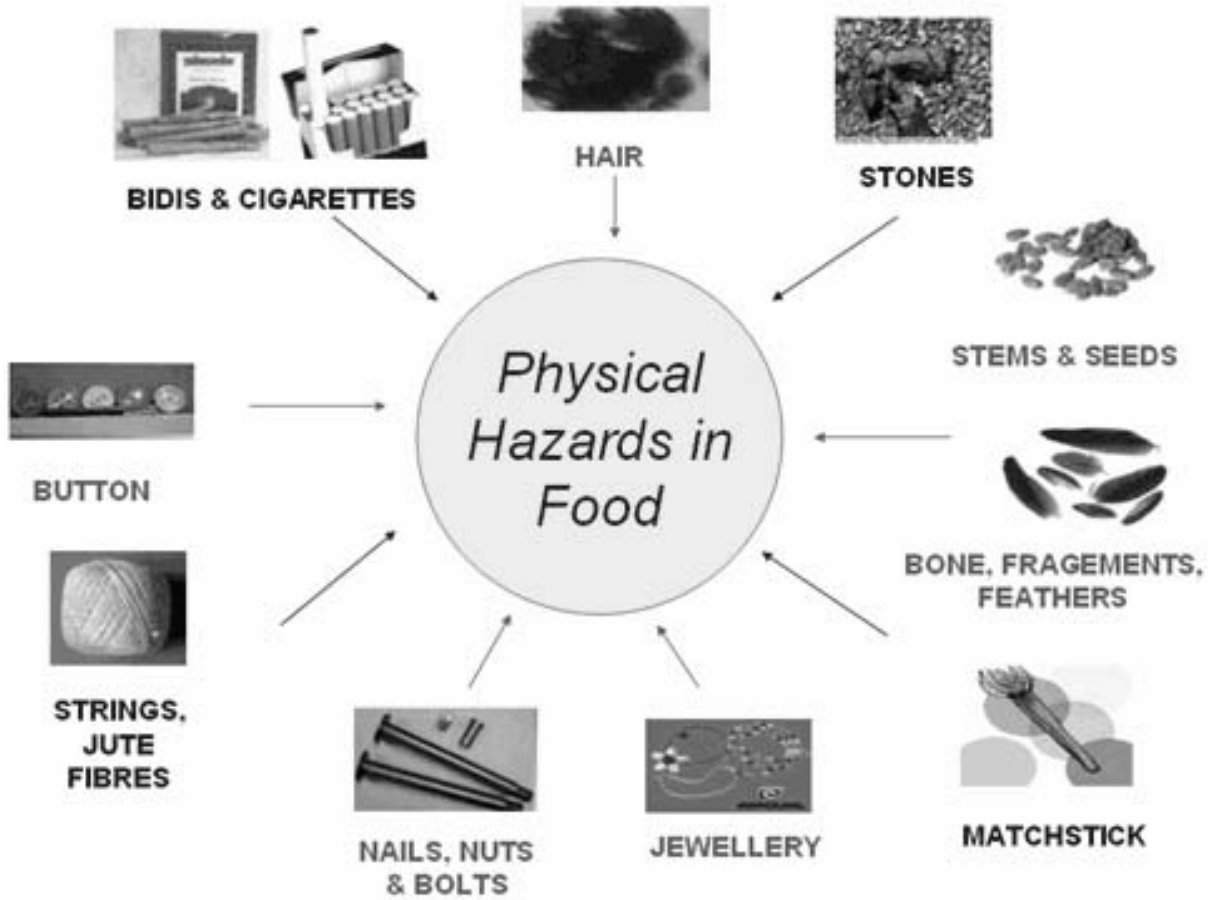 HAIR
STONES
BIDIS & CIGARETTES
STEMS & SEEDS
Physical
Hazards in
Food
BUTTON
BONE, FRAGEMENTS,
FEATHERS
STRINGS,
JUTE
FIBRES
MATCHSTICK
NAILS, NUTS
& BOLTS
JEWELLERY